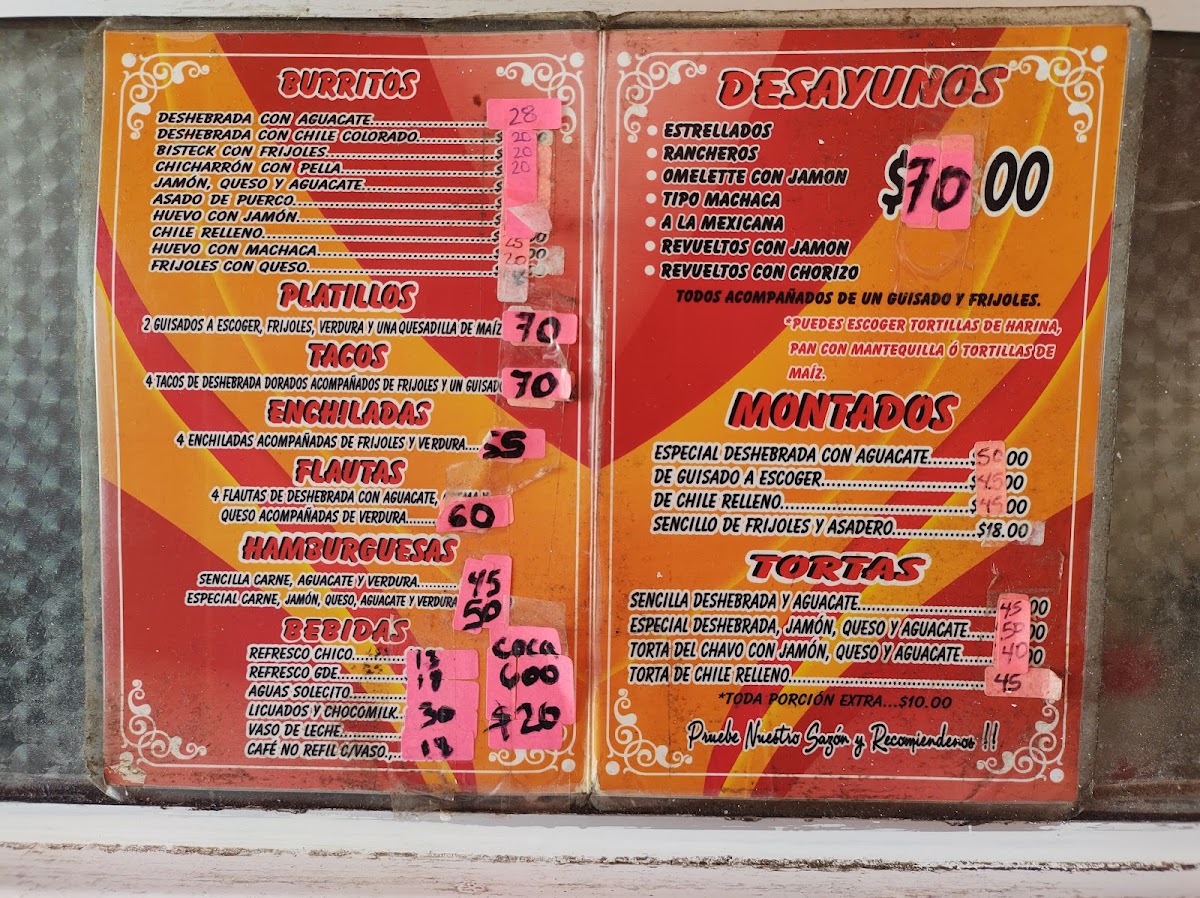 BURRITOS
DESHEBRADA CON AGUACATE............ 28
DESHEBRADA CON CHILE COLORADO............ $ 20
BISTECK CON FRIJOLES............ $ 20
CHICHARRÓN CON PELLA............ $ 20
JAMÓN, QUESO Y AGUACATE............ $
ASADO DE PUERCO............ $
HUEVO CON JAMÓN............ $
CHILE RELLENO............ $ 25
HUEVO CON MACHACA............ $ 20
FRIJOLES CON QUESO............
PLATILLOS
2 GUISADOS A ESCOGER, FRIJOLES, VERDURA Y UNA QUESADILLA DE MAÍZ 70
TACOS
4 TACOS DE DESHEBRADA DORADOS ACOMPAÑADOS DE FRIJOLES Y UN GUISADO 70
ENCHILADAS
4 ENCHILADAS ACOMPAÑADAS DE FRIJOLES Y VERDURA....
FLAUTAS
4 FLAUTAS DE DESHEBRADA CON AGUACATE,
QUESO ACOMPAÑADAS DE VERDURA......... 60
HAMBURGUESAS
SENCILLA CARNE, AGUACATE Y VERDURA.......... 45
ESPECIAL CARNE, JAMÓN, QUESO, AGUACATE Y VERDURA 50
BEBIDAS
REFRESCO CHICO............
REFRESCO GDE............
AGUAS SOLECITO............
LICUADOS Y CHOCOMILK.. 30
VASO DE LECHE............
CAFÉ NO REFIL C/VASO.,..
COCA
600
$20
DESAYUNOS
• ESTRELLADOS
• RANCHEROS
• OMELETTE CON JAMON
• TIPO MACHACA
• A LA MEXICANA
• REVUELTOS CON JAMON
• REVUELTOS CON CHORIZO
$70.00
TODOS ACOMPAÑADOS DE UN GUISADO Y FRIJOLES.
*PUEDES ESCOGER TORTILLAS DE HARINA,
PAN CON MANTEQUILLA Ó TORTILLAS DE
MAÍZ.
MONTADOS
ESPECIAL DESHEBRADA CON AGUACATE.......$50.00
DE GUISADO A ESCOGER............$45.00
DE CHILE RELLENO............$45.00
SENCILLO DE FRIJOLES Y ASADERO............$18.00
TORTAS
SENCILLA DESHEBRADA Y AGUACATE............ 45 00
ESPECIAL DESHEBRADA, JAMÓN, QUESO Y AGUACATE.... 50 00
TORTA DEL CHAVO CON JAMÓN, QUESO Y AGUACATE..... 40 00
TORTA DE CHILE RELLENO............ 45
*TODA PORCIÓN EXTRA...$10.00
Pruebe Nuestro Sazón y Recomiendenos !!